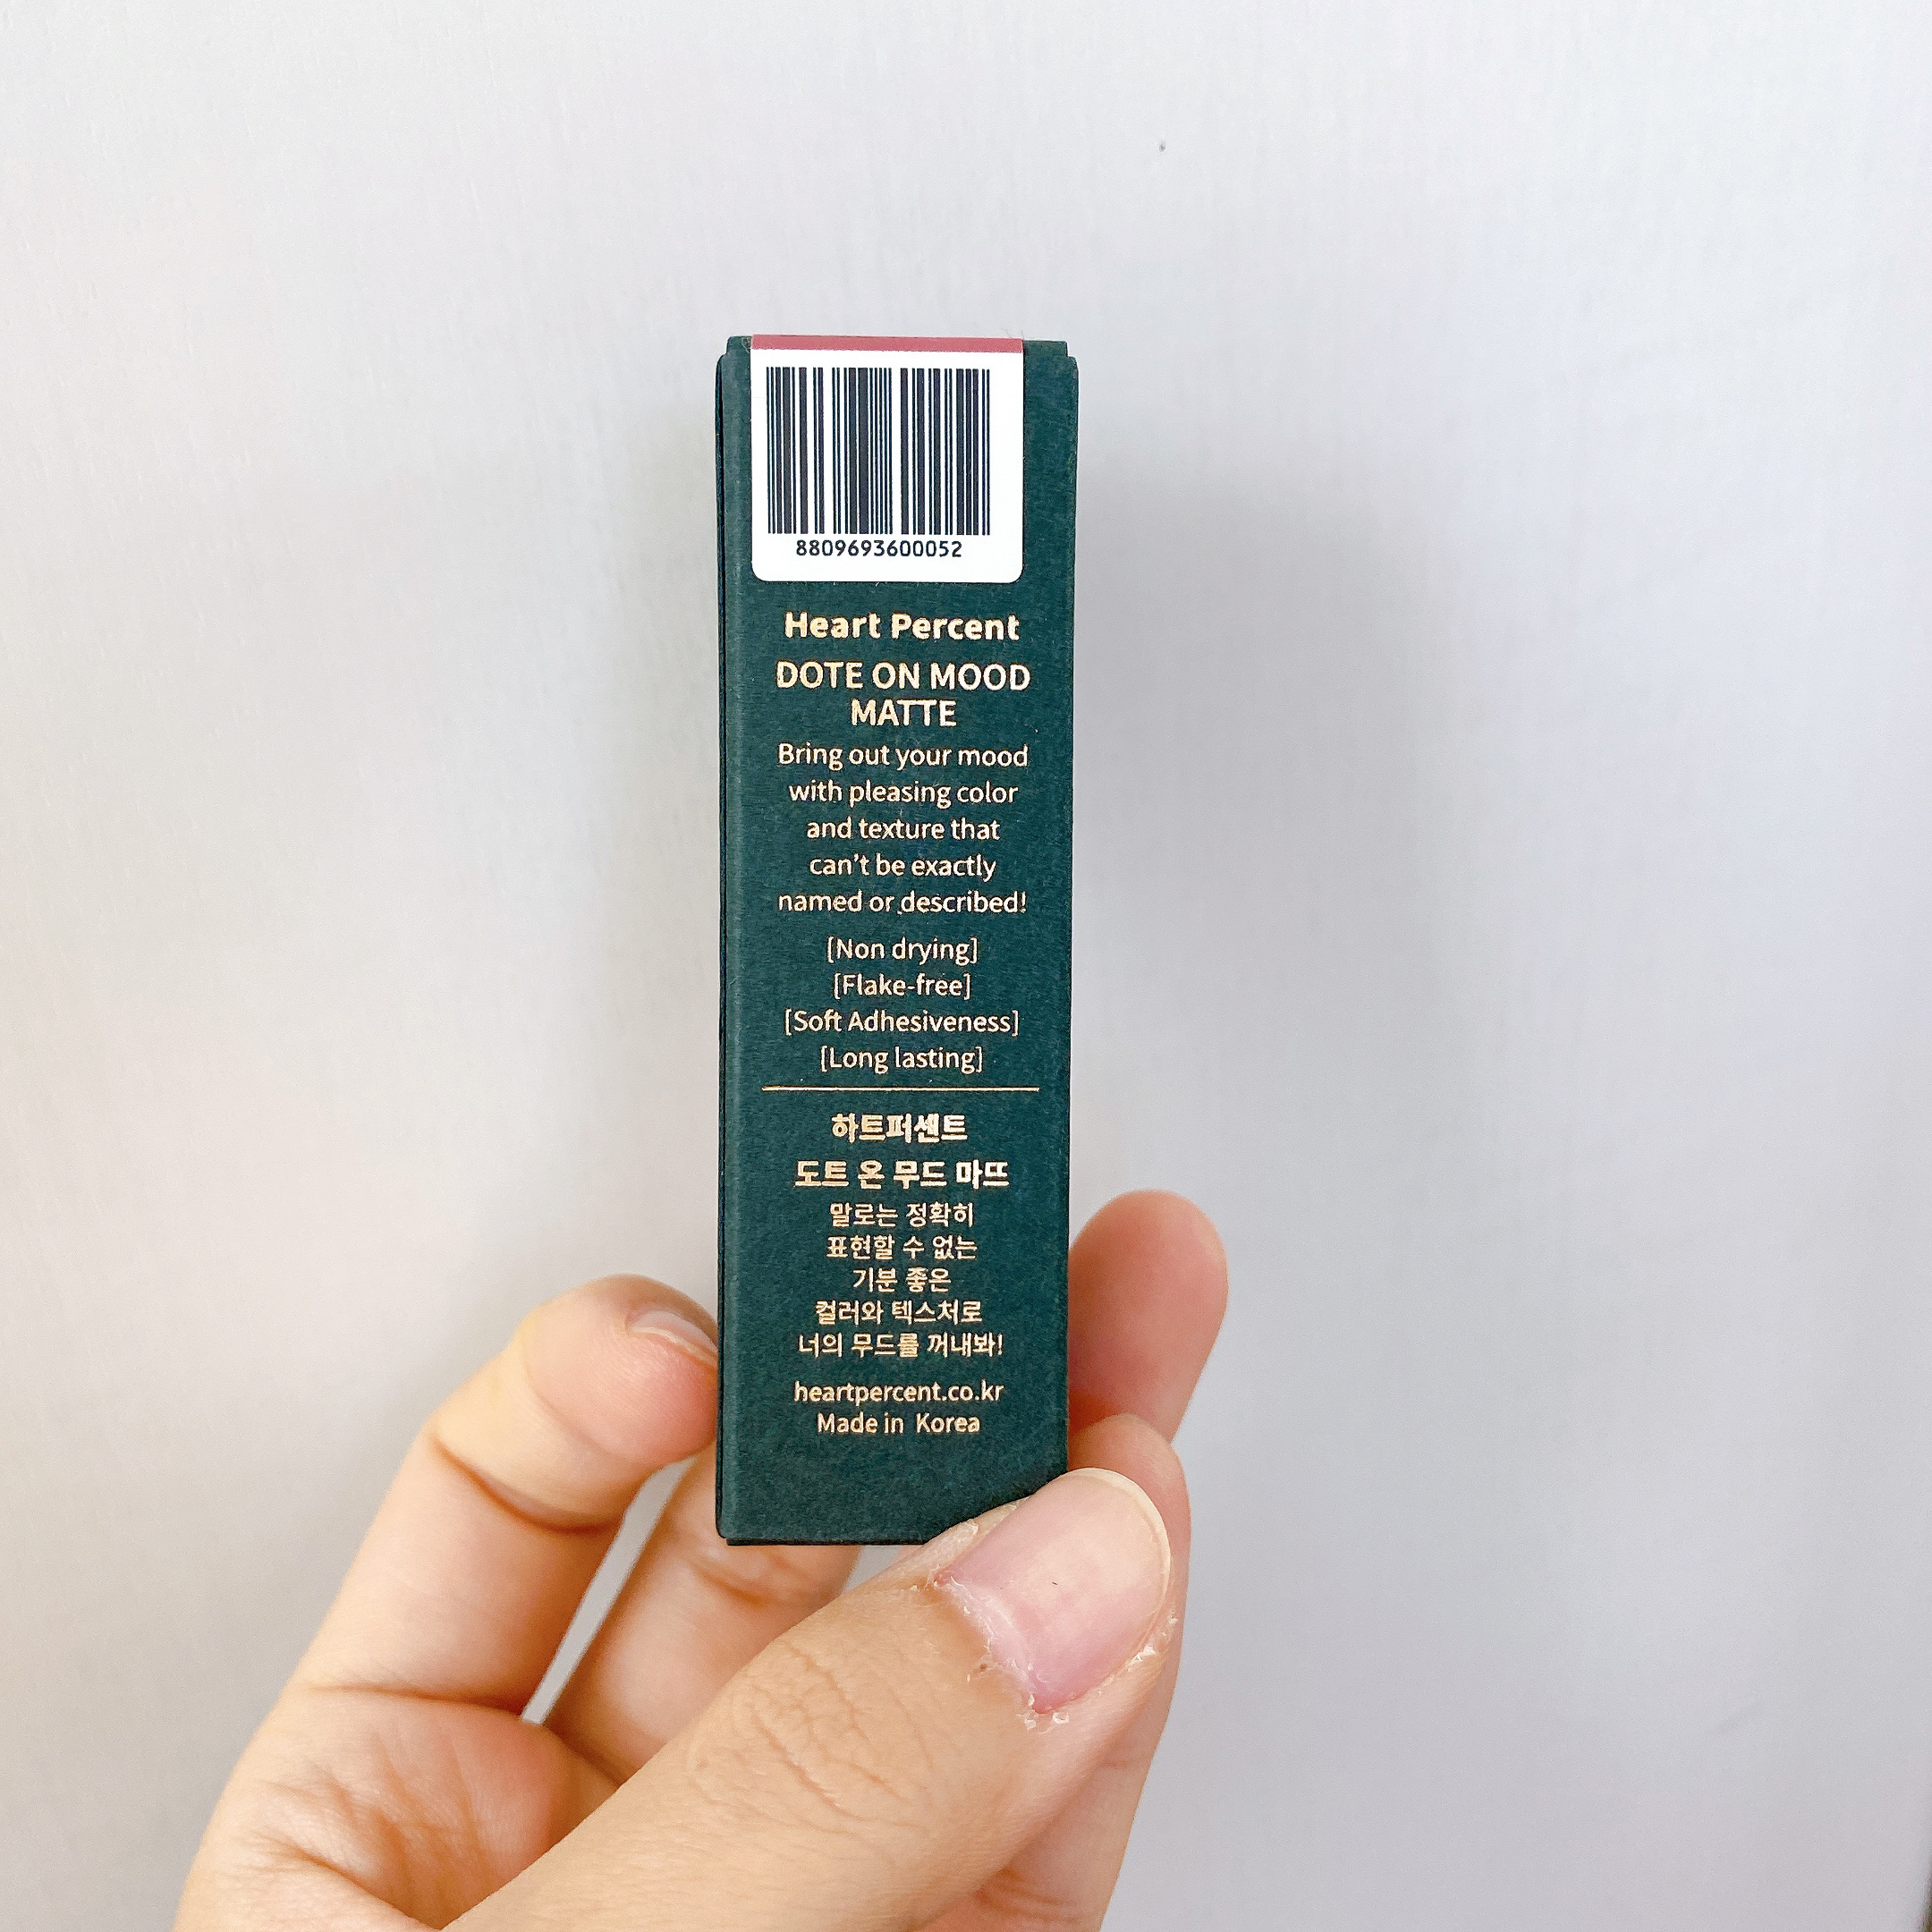 8809693600052
Heart Percent
DOTE ON MOOD
MATTE
Bring out your mood
with pleasing color
and texture that
can't be exactly
named or described!
[Non drying]
[Flake-free]
[Soft Adhesiveness]
[Long lasting]
하트퍼센트
도트 온 무드 마뜨
말로는 정확히
표현할 수 없는
기분 좋은
컬러와 텍스처로
너의 무드를 꺼내봐!
heartpercent.co.kr
Made in Korea